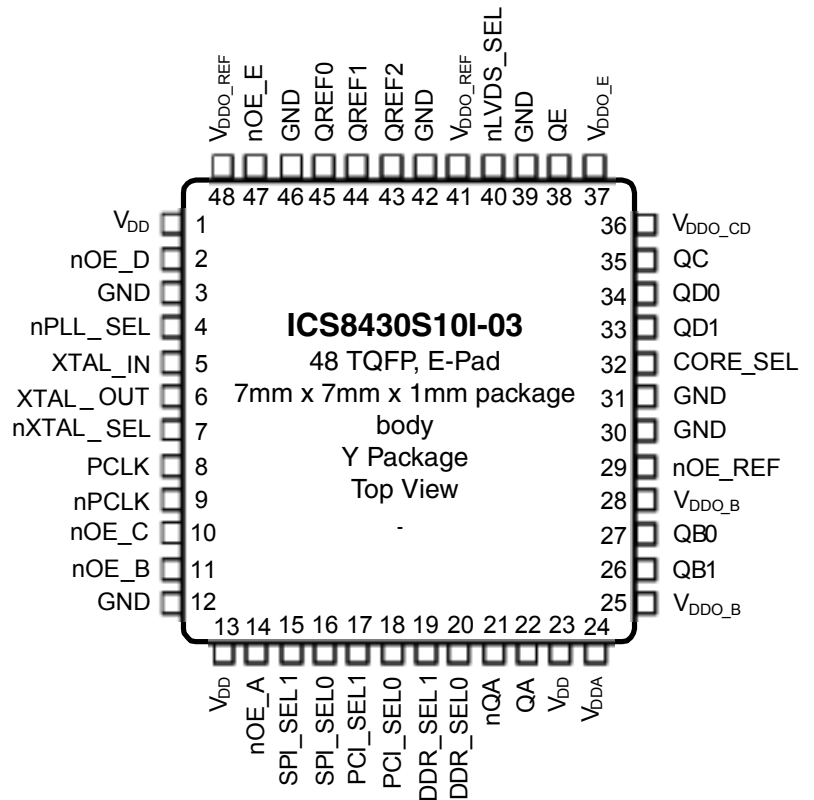 VDDO_REF
nOE_E
GND
QREF0
QREF1
QREF2
GND
VDDO_REF
nLVDS_SEL
GND
QE
VDDO_E
48 47 46 45 44 43 42 41 40 39 38 37
VDD 1
nOE_D 2
GND 3
nPLL_SEL 4
XTAL_IN 5
XTAL_OUT 6
nXTAL_SEL 7
PCLK 8
nPCLK 9
nOE_C 10
nOE_B 11
GND 12
ICS8430S10I-03
48 TQFP, E-Pad
7mm x 7mm x 1mm package
body
Y Package
Top View
-
36 VDDO_CD
35 QC
34 QD0
33 QD1
32 CORE_SEL
31 GND
30 GND
29 nOE_REF
28 VDDO_B
27 QB0
26 QB1
25 VDDO_B
13 14 15 16 17 18 19 20 21 22 23 24
VDD
nOE_A
SPI_SEL1
SPI_SEL0
PCI_SEL1
PCI_SEL0
DDR_SEL1
DDR_SEL0
nQA
QA
VDD
VDDA